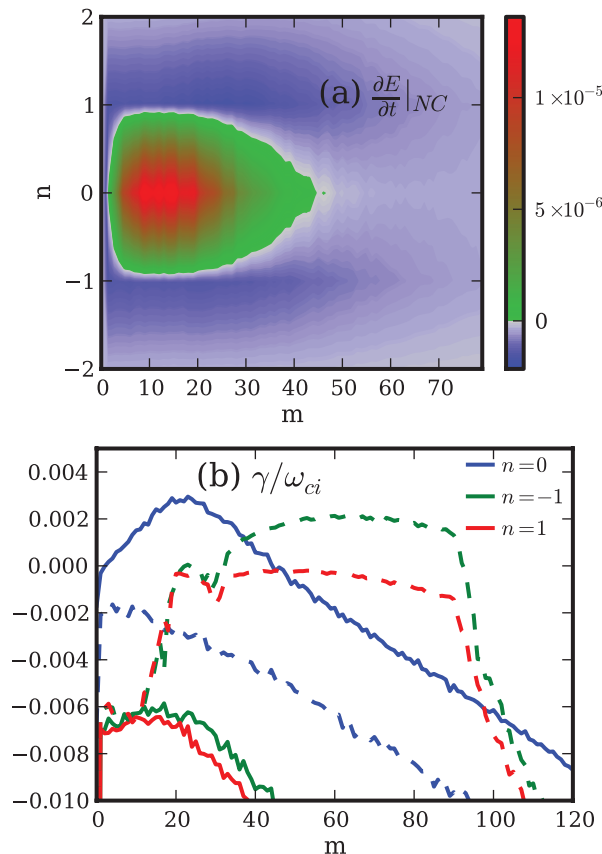 2
1
0
-1
-2
n
(a) ∂E/∂t|NC
1×10⁻⁵
5×10⁻⁶
0
0 10 20 30 40 50 60 70
m
(b) γ/ωci
n=0
n=−1
n=1
0.004
0.002
0.000
−0.002
−0.004
−0.006
−0.008
−0.010
0 20 40 60 80 100 120
m